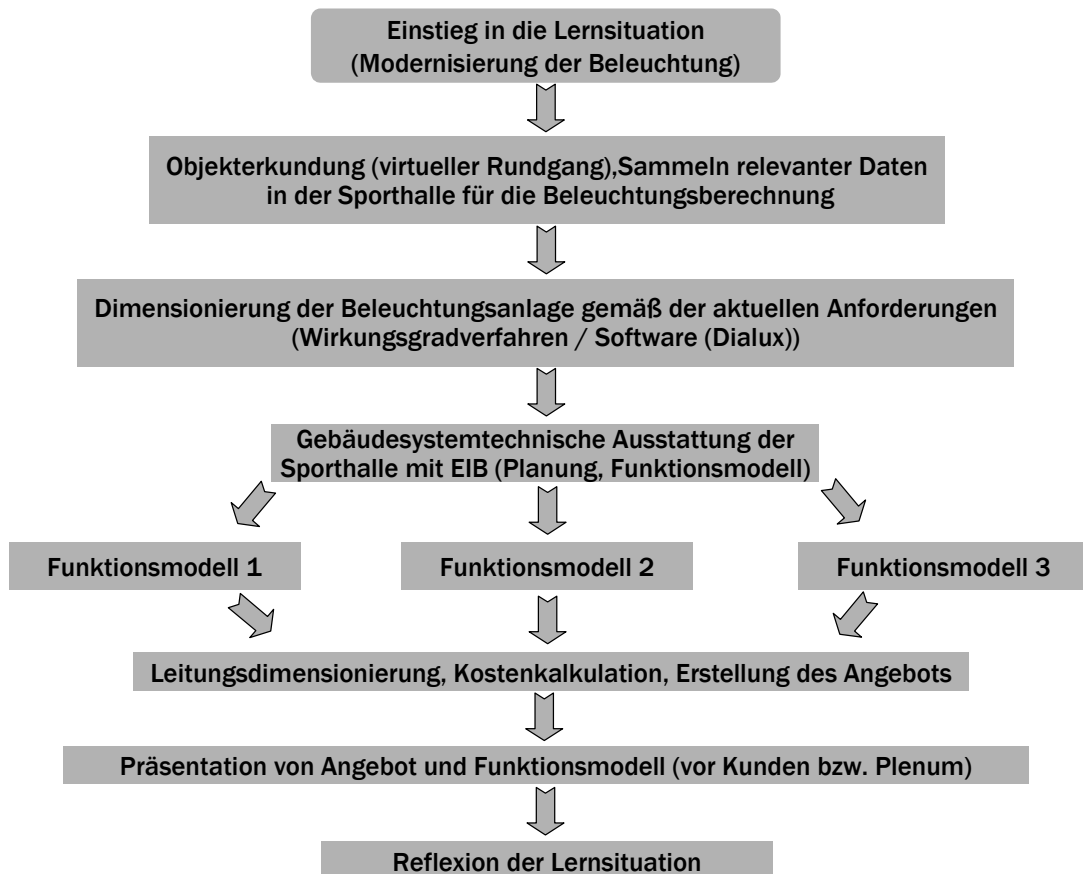 Einstieg in die Lernsituation
(Modernisierung der Beleuchtung)
Objekterkundung (virtueller Rundgang),Sammeln relevanter Daten
in der Sporthalle für die Beleuchtungsberechnung
Dimensionierung der Beleuchtungsanlage gemäß der aktuellen Anforderungen
(Wirkungsgradverfahren / Software (Dialux))
Gebäudesystemtechnische Ausstattung der
Sporthalle mit EIB (Planung, Funktionsmodell)
Funktionsmodell 1
Funktionsmodell 2
Funktionsmodell 3
Leitungsdimensionierung, Kostenkalkulation, Erstellung des Angebots
Präsentation von Angebot und Funktionsmodell (vor Kunden bzw. Plenum)
Reflexion der Lernsituation